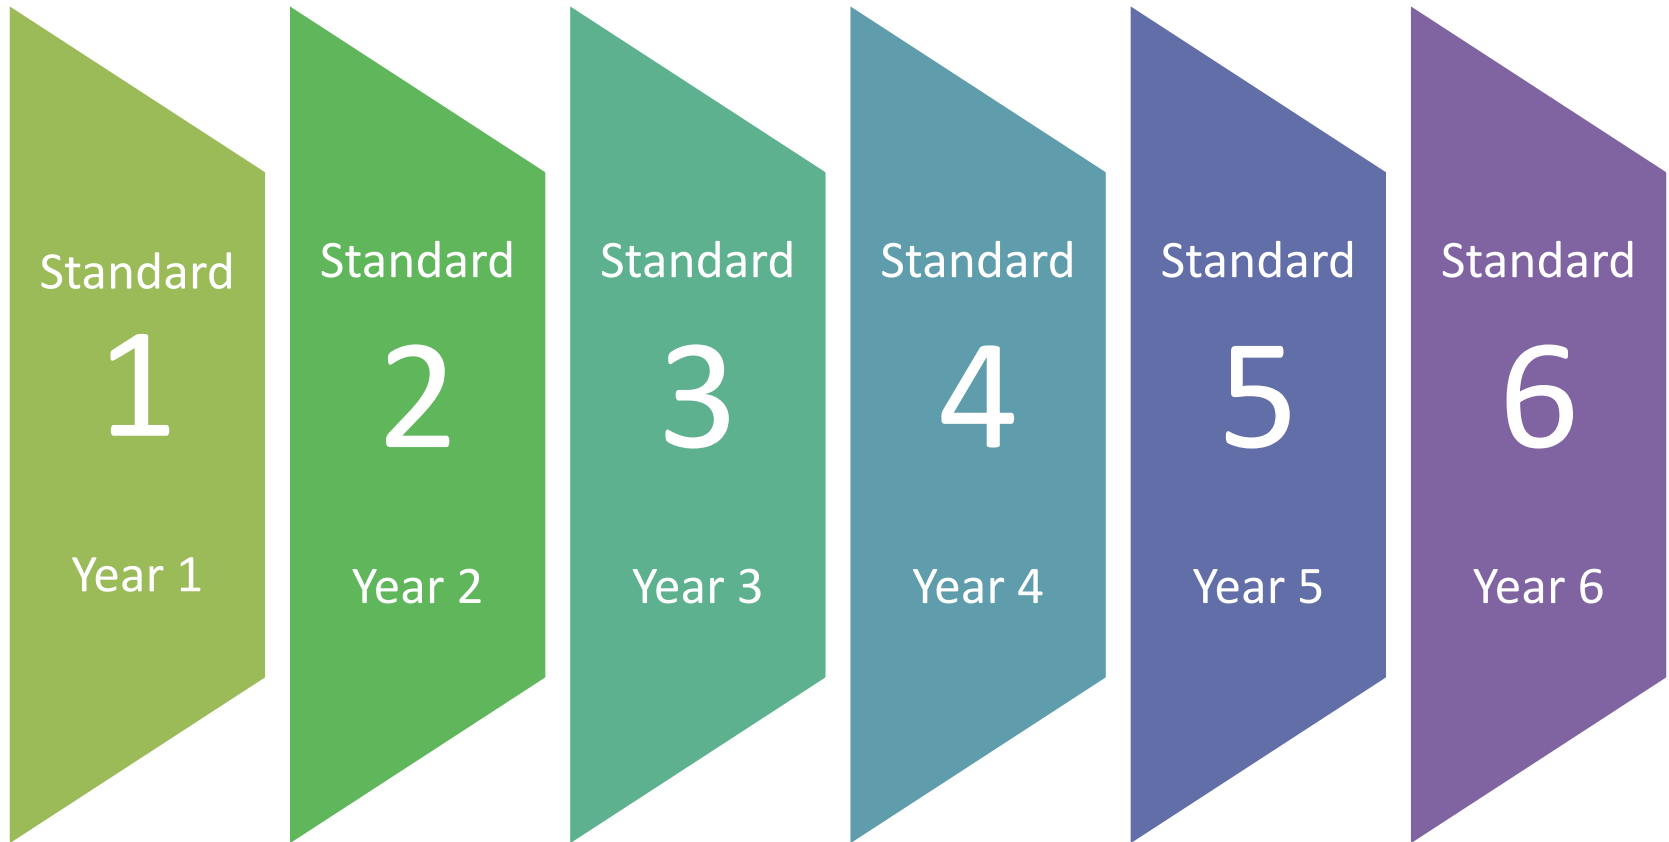 Standard
1
Year 1
Standard
2
Year 2
Standard
3
Year 3
Standard
4
Year 4
Standard
5
Year 5
Standard
6
Year 6